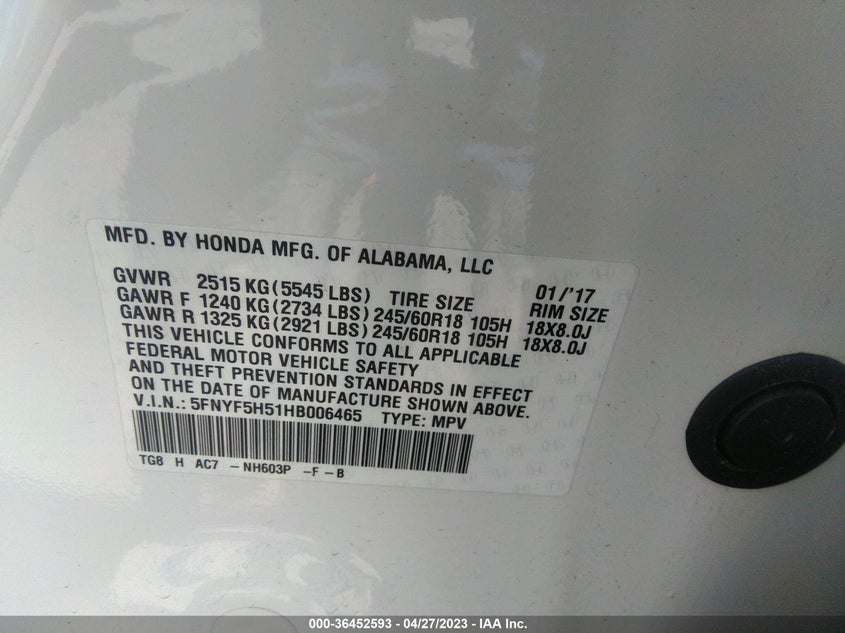 MFD. BY HONDA MFG. OF ALABAMA, LLC
GVWR 2515 KG (5545 LBS) TIRE SIZE 01/'17 RIM SIZE
GAWR F 1240 KG (2734 LBS) 245/60R18 105H 18X8.0J
GAWR R 1325 KG (2921 LBS) 245/60R18 105H 18X8.0J
THIS VEHICLE CONFORMS TO ALL APPLICABLE
FEDERAL MOTOR VEHICLE SAFETY
AND THEFT PREVENTION STANDARDS IN EFFECT
ON THE DATE OF MANUFACTURE SHOWN ABOVE.
V.I.N.: 5FNYF5H51HB006465 TYPE: MPV
TG8 H AC7 -NH603P -F -B
000-36452593 - 04/27/2023 - IAA Inc.